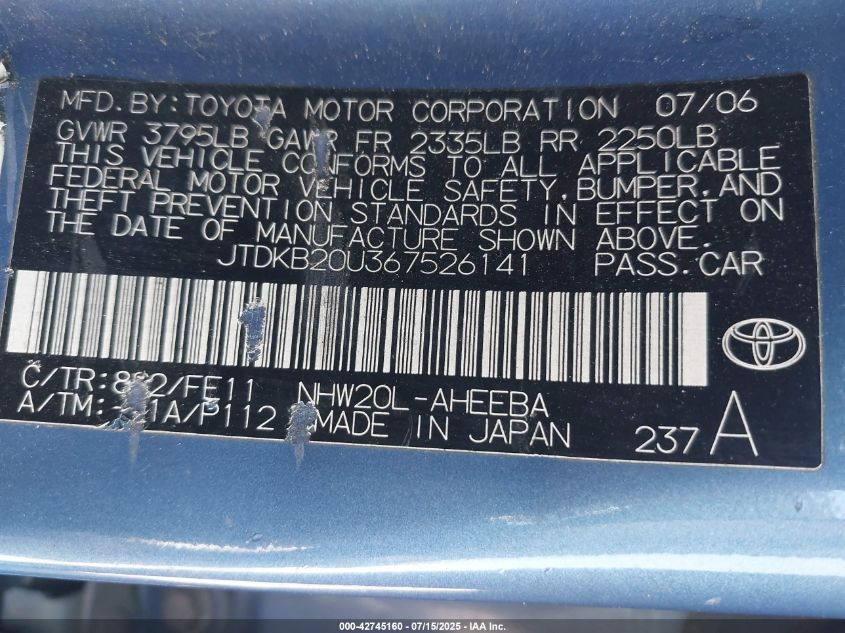 MFD. BY: TOYOTA MOTOR CORPORATION 07/06
GVWR 3795LB GAWR FR 2335LB RR 2250LB
THIS VEHICLE CONFORMS TO ALL APPLICABLE
FEDERAL MOTOR VEHICLE SAFETY, BUMPER, AND
THEFT PREVENTION STANDARDS IN EFFECT ON
THE DATE OF MANUFACTURE SHOWN ABOVE.
JTDKB20U367526141 PASS. CAR
C/TR: /FE11 NHW20L-AHEEBA
A/TM: /P112 MADE IN JAPAN 237 A
000-42745160 - 07/15/2025 - IAA Inc.